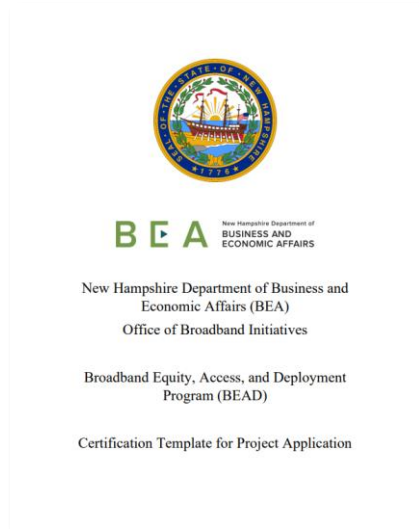 SEAL · OF · THE · STATE · OF · NEW · HAMPSHIRE
★ 1776 ★
BEA
New Hampshire Department of
BUSINESS AND
ECONOMIC AFFAIRS
New Hampshire Department of Business and
Economic Affairs (BEA)
Office of Broadband Initiatives
Broadband Equity, Access, and Deployment
Program (BEAD)
Certification Template for Project Application